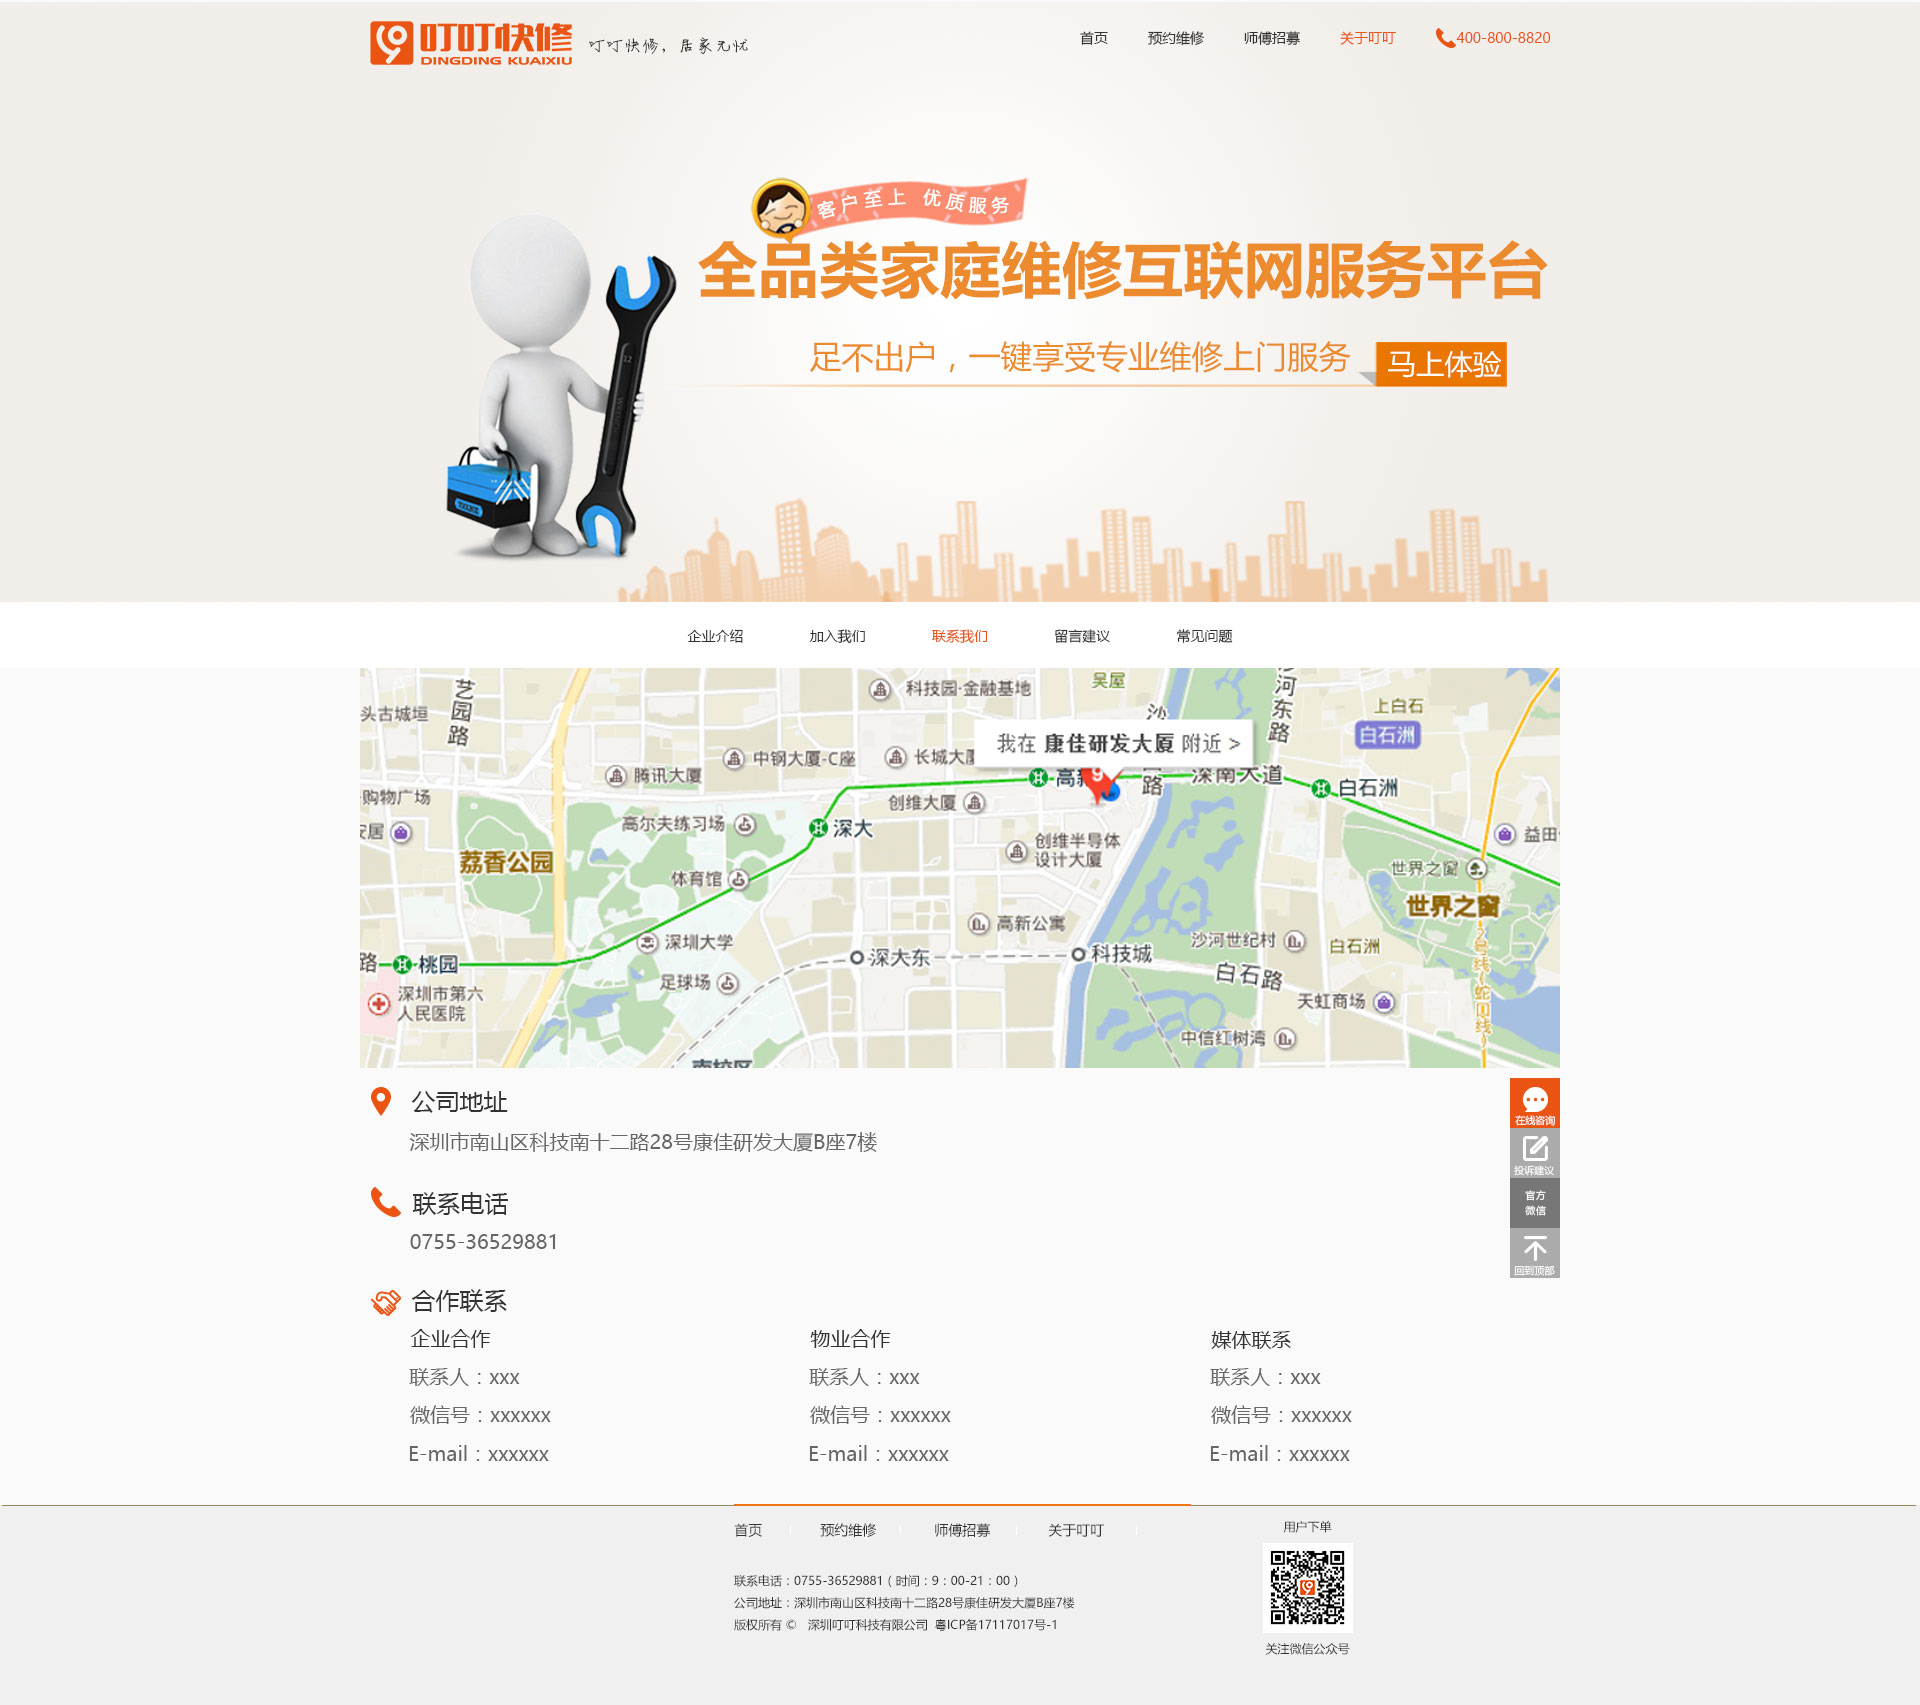 叮叮快修
DINGDING KUAIXIU
叮叮快修，居家无忧
首页 预约维修 师傅招募 关于叮叮 400-800-8820
客户至上 优质服务
全品类家庭维修互联网服务平台
足不出户，一键享受专业维修上门服务
马上体验
12
企业介绍 加入我们 联系我们 留言建议 常见问题
艺园路
头古城垣
科技园·金融基地
吴屋
沙
河东路
上白石
白石洲
我在 康佳研发大厦 附近 >
中钢大厦-C座
长城大厦
腾讯大厦
高新
9
路
深南大道
白石洲
购物广场
创维大厦
高尔夫练习场
深大
居
益田
荔香公园
创维半导体
设计大厦
体育馆
世界之窗
世界之窗
高新公寓
深圳大学
沙河世纪村
白石洲
路
桃园
深大东
科技城
足球场
白石路
深圳市第六
人民医院
天虹商场
中信红树湾
2号线(蛇口线
南校区
公司地址
深圳市南山区科技南十二路28号康佳研发大厦B座7楼
联系电话
0755-36529881
合作联系
企业合作
联系人：xxx
微信号：xxxxxx
E-mail：xxxxxx
物业合作
联系人：xxx
微信号：xxxxxx
E-mail：xxxxxx
媒体联系
联系人：xxx
微信号：xxxxxx
E-mail：xxxxxx
在线咨询
投诉建议
官方
微信
回到顶部
首页 预约维修 师傅招募 关于叮叮
联系电话：0755-36529881（时间：9：00-21：00）
公司地址：深圳市南山区科技南十二路28号康佳研发大厦B座7楼
版权所有 © 深圳叮叮科技有限公司 粤ICP备17117017号-1
用户下单
关注微信公众号